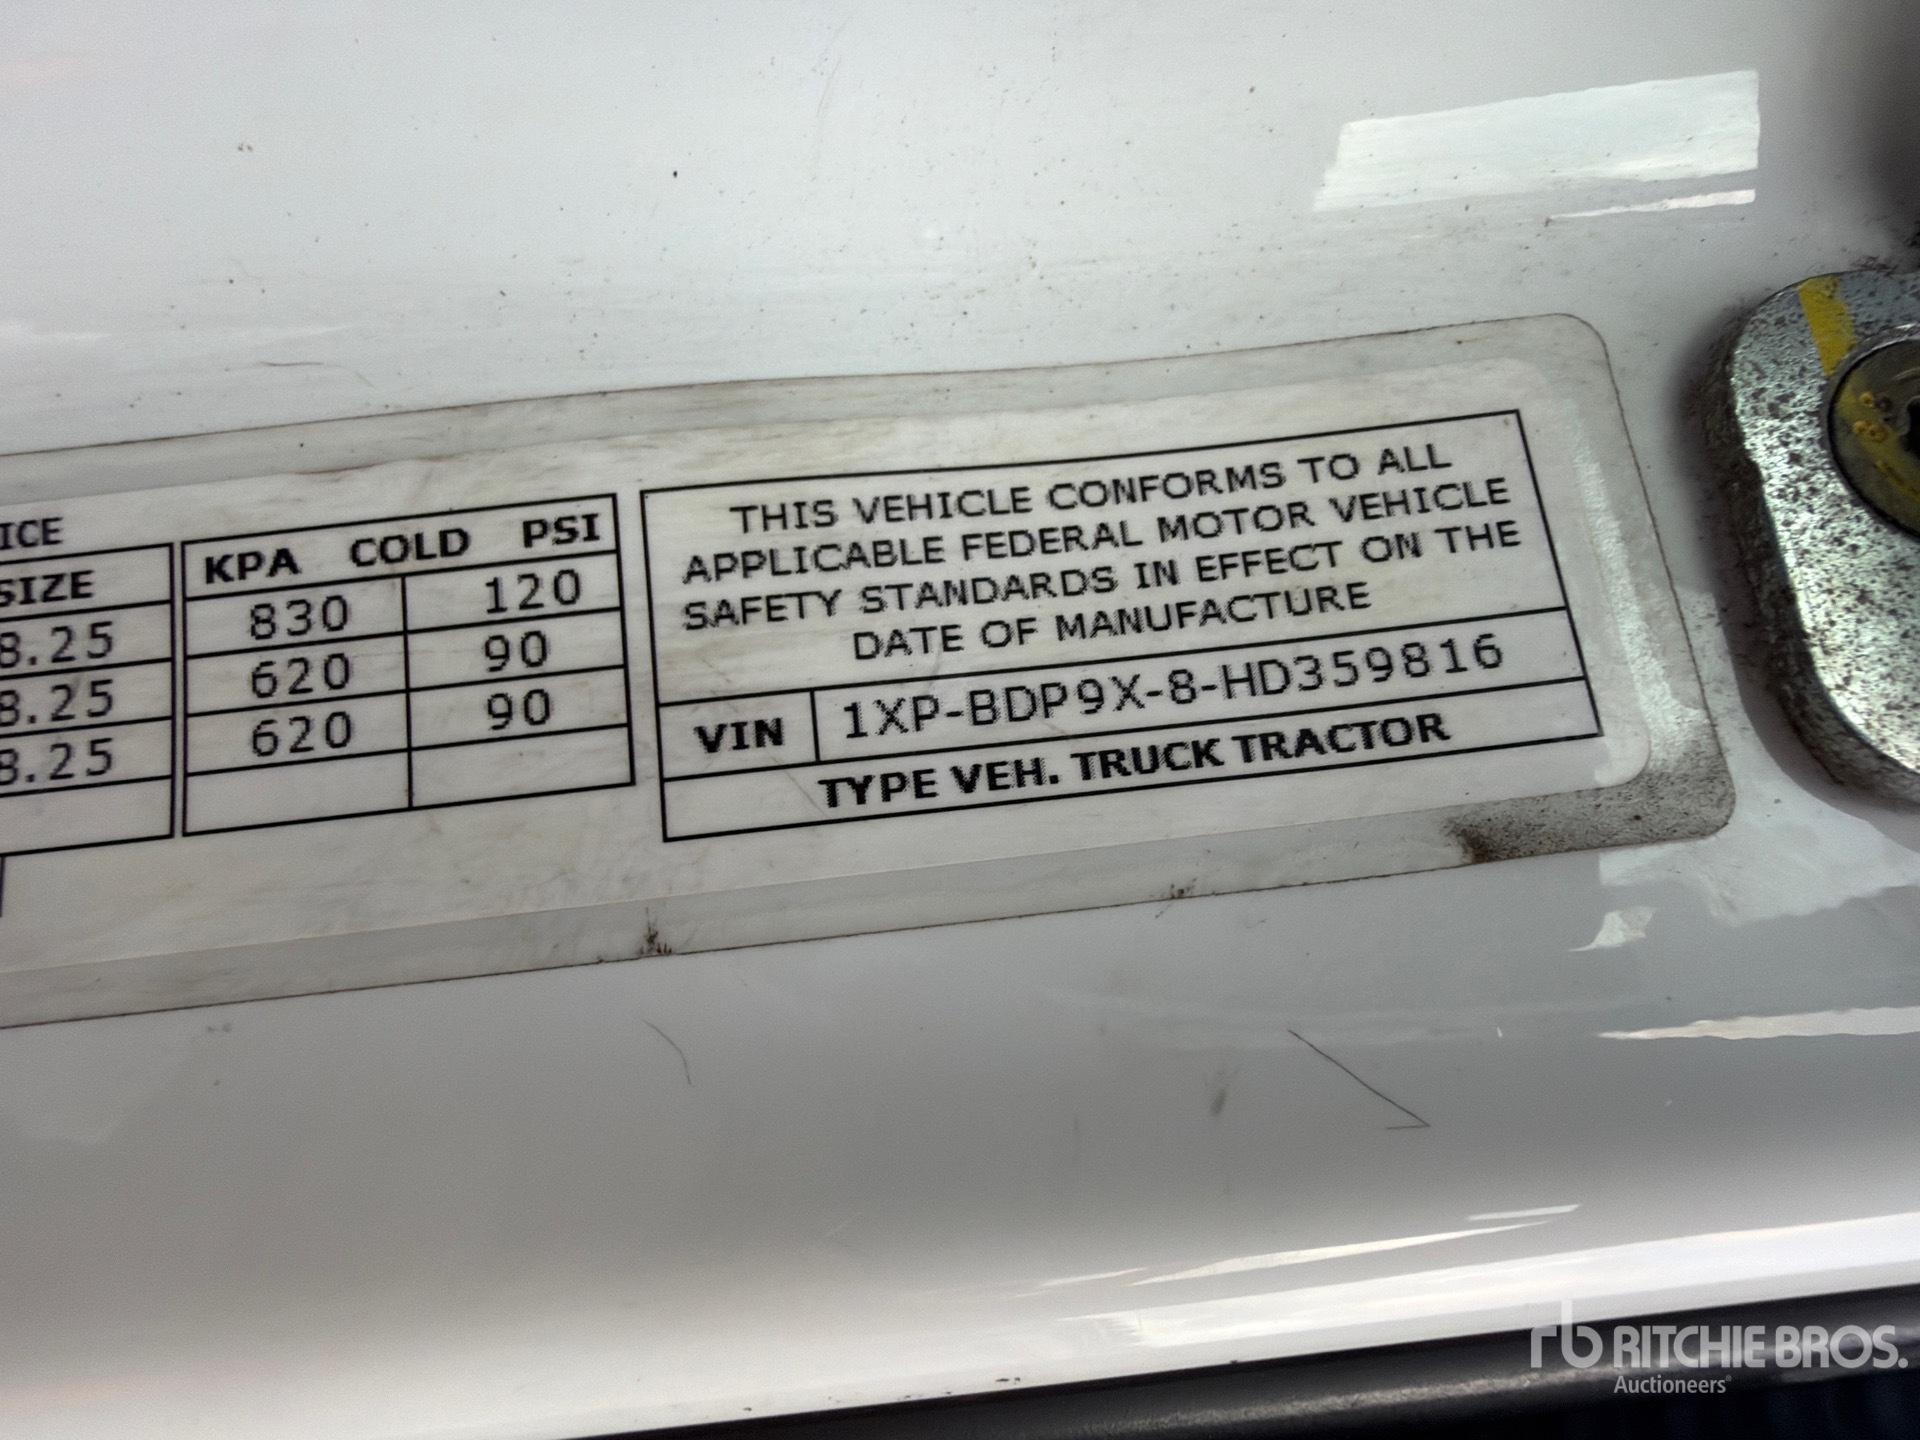 ICE
SIZE
8.25
8.25
8.25
KPA COLD PSI
830 120
620 90
620 90
THIS VEHICLE CONFORMS TO ALL
APPLICABLE FEDERAL MOTOR VEHICLE
SAFETY STANDARDS IN EFFECT ON THE
DATE OF MANUFACTURE
VIN 1XP-BDP9X-8-HD359816
TYPE VEH. TRUCK TRACTOR
rb RITCHIE BROS.
Auctioneers